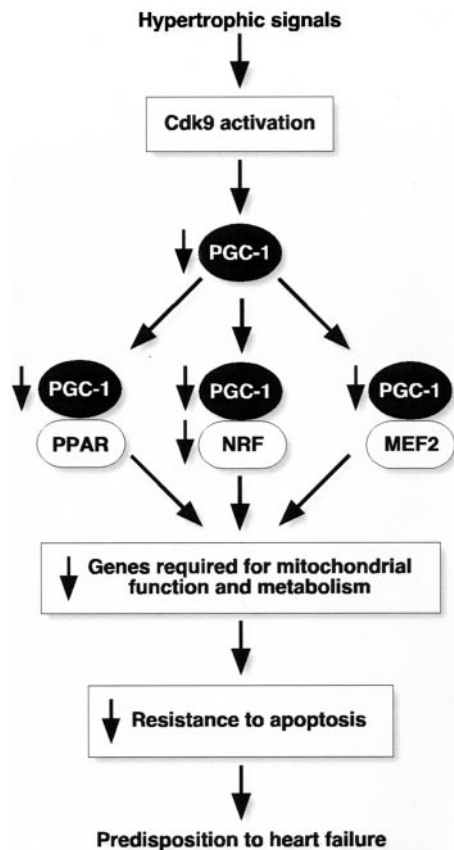 Hypertrophic signals
Cdk9 activation
PGC-1
PGC-1 PGC-1 PGC-1
PPAR NRF MEF2
Genes required for mitochondrial
function and metabolism
Resistance to apoptosis
Predisposition to heart failure